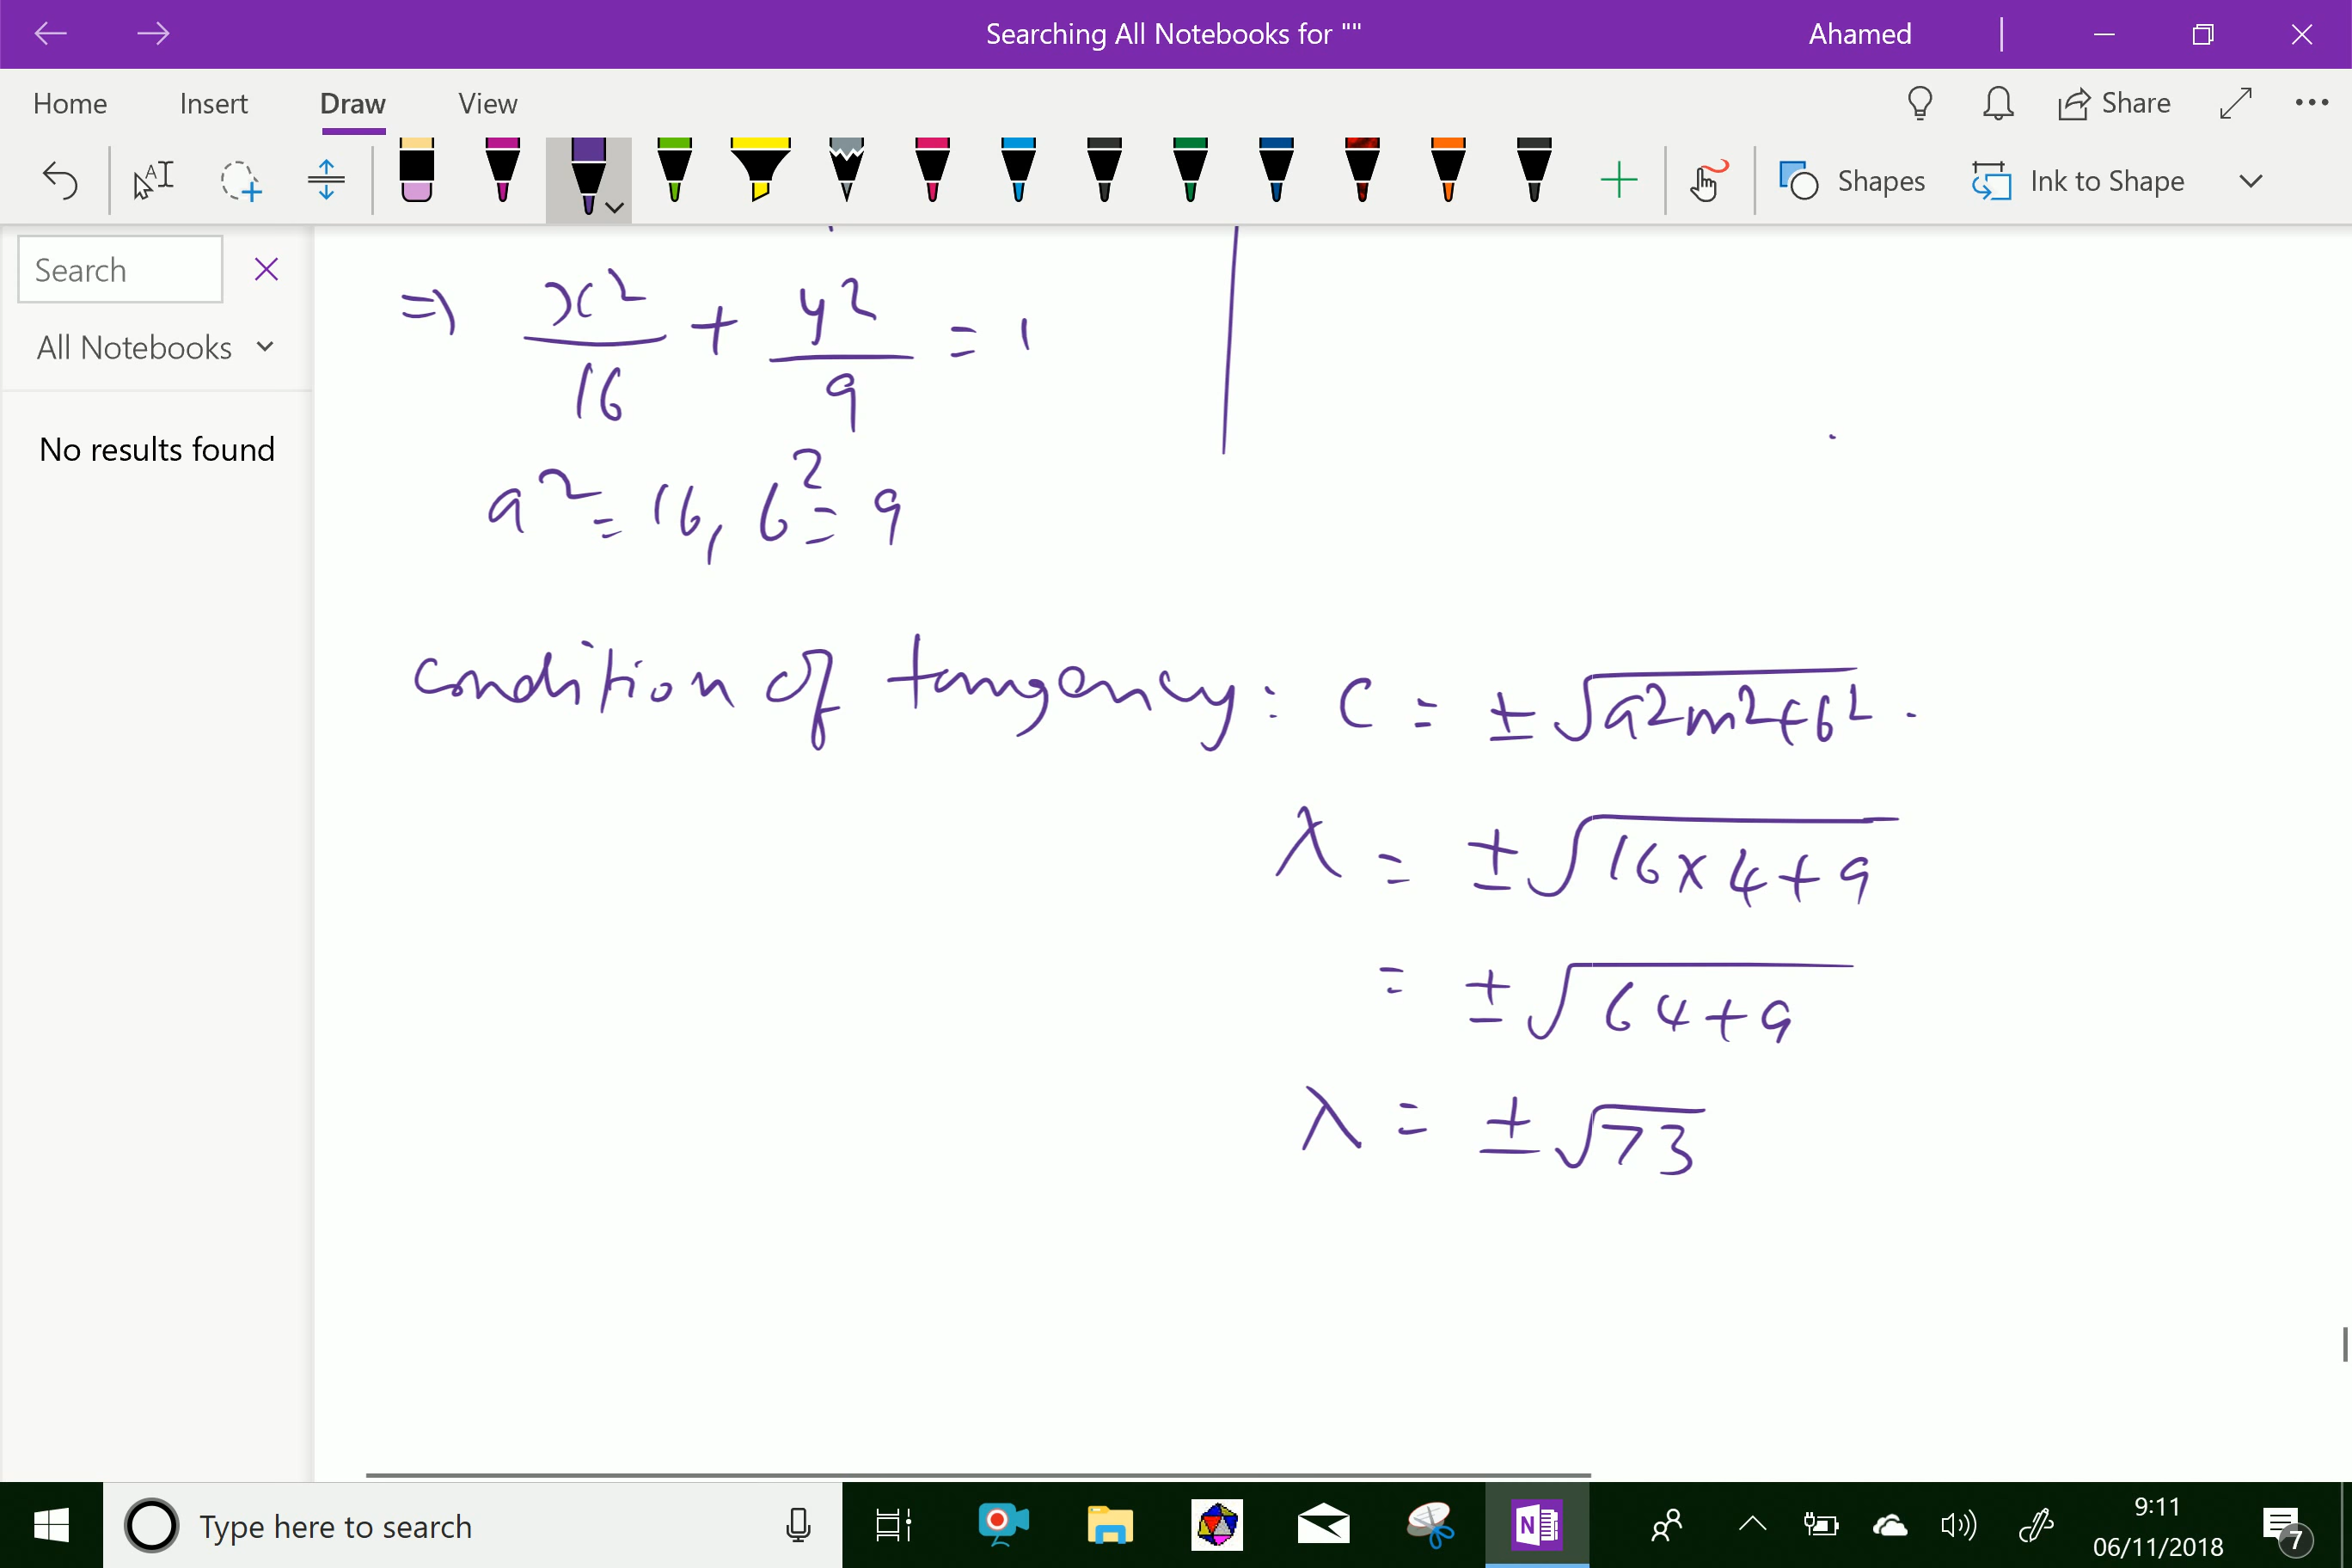 Searching All Notebooks for "" Ahamed
Home Insert Draw View Share
Shapes Ink to Shape
Search
All Notebooks
No results found
⇒ x²/16 + y²/9 = 1
a² = 16, b² = 9
condition of tangency: c = ±√(a²m²+b²).
λ = ±√(16×4+9)
= ±√(64+9)
λ = ±√73
Type here to search
N
9:11
06/11/2018
7